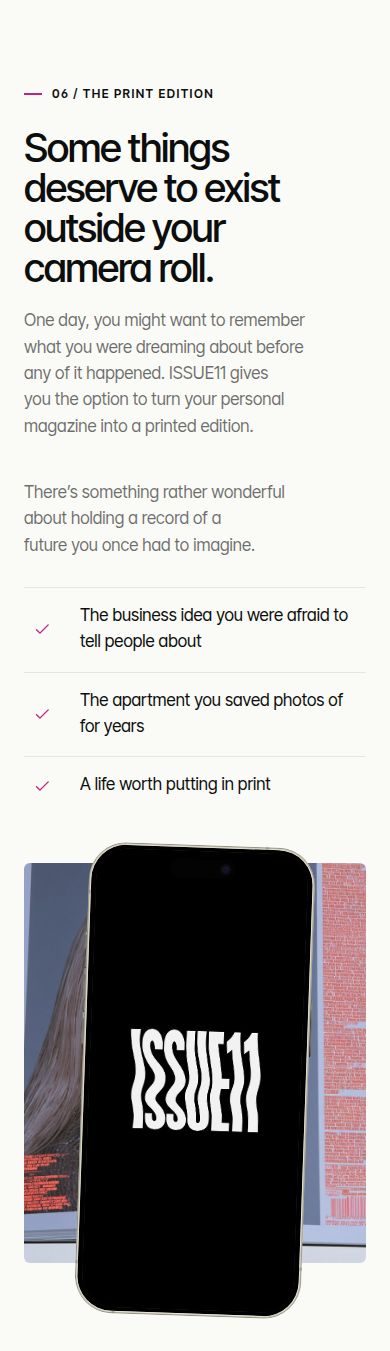 06 / THE PRINT EDITION
Some things
deserve to exist
outside your
camera roll.
One day, you might want to remember
what you were dreaming about before
any of it happened. ISSUE11 gives
you the option to turn your personal
magazine into a printed edition.
There’s something rather wonderful
about holding a record of a
future you once had to imagine.
The business idea you were afraid to
tell people about
The apartment you saved photos of
for years
A life worth putting in print
ISSUE11